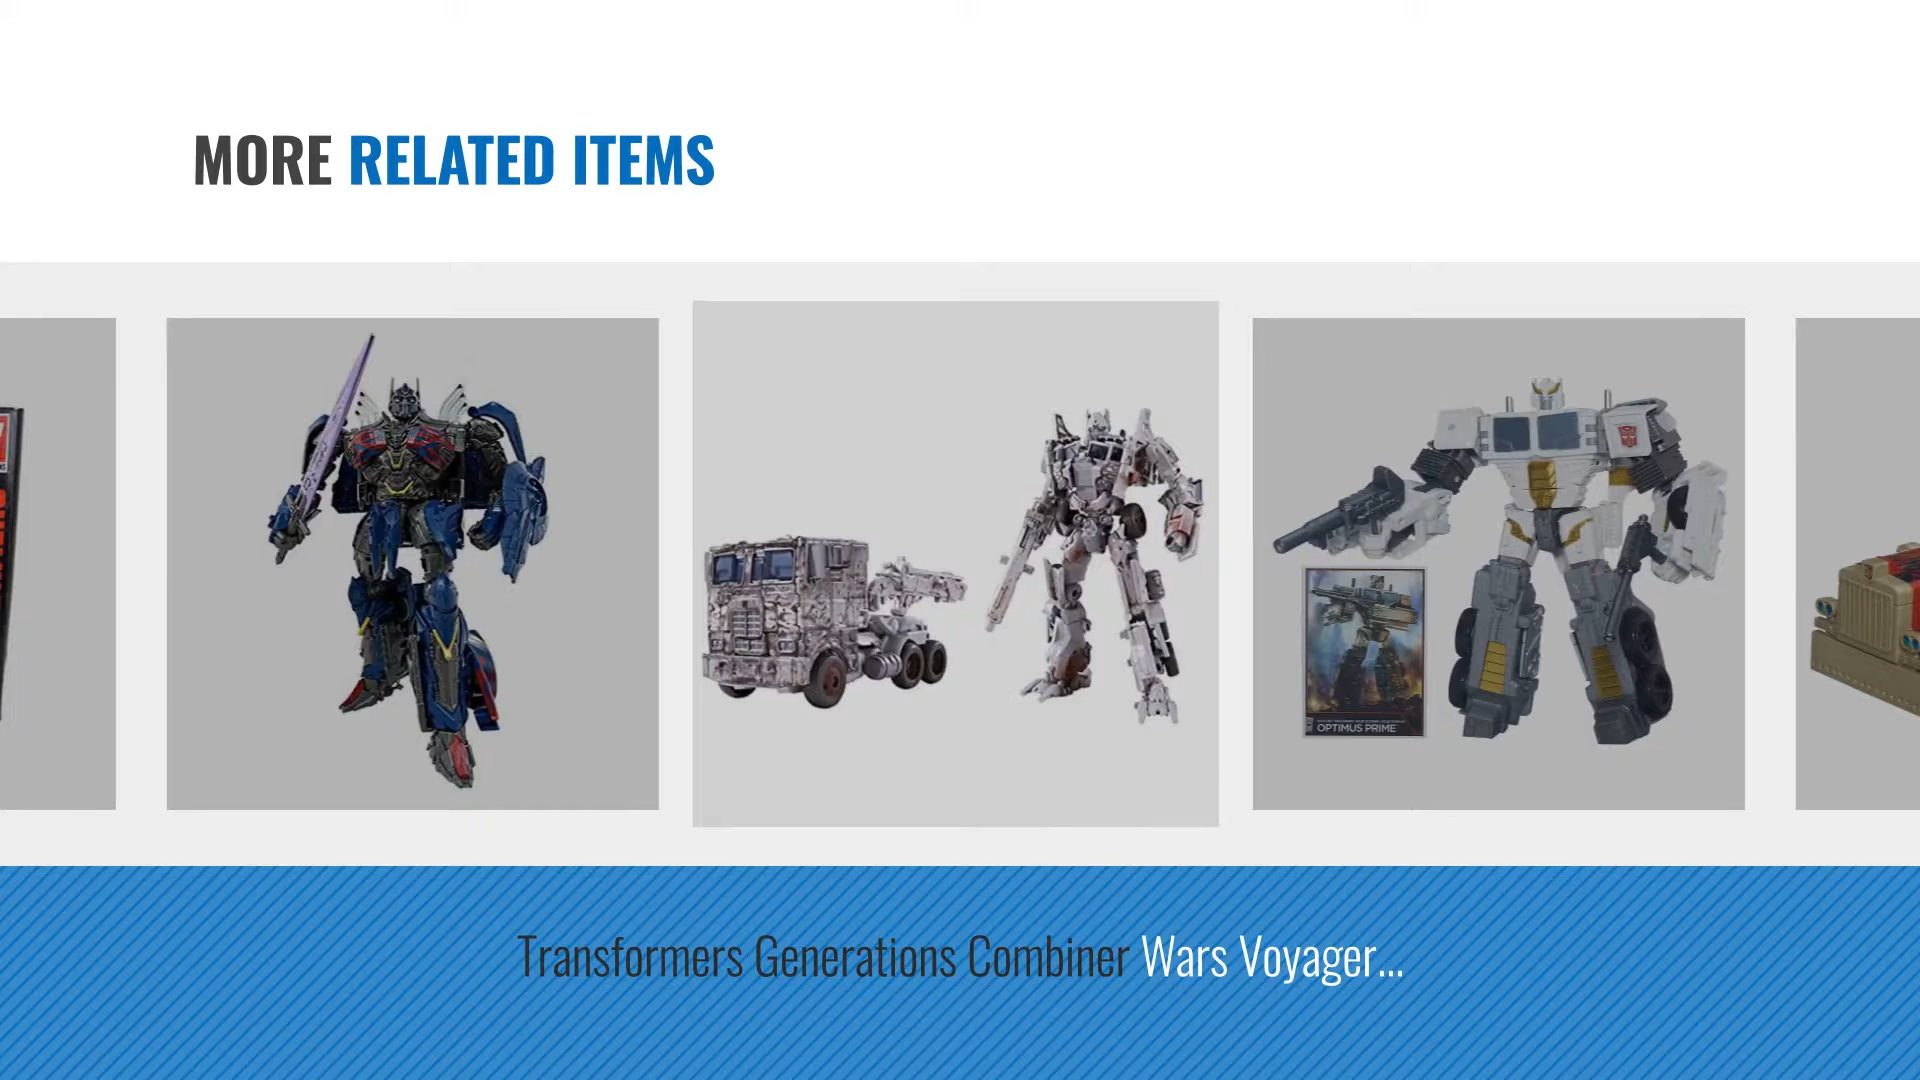 MORE RELATED ITEMS
OPTIMUS PRIME
Transformers Generations Combiner Wars Voyager...